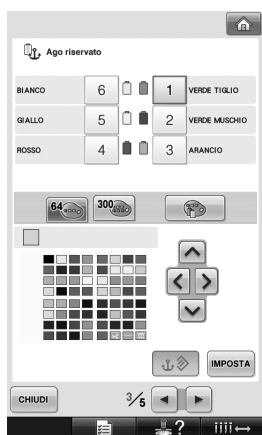 Ago riservato
BIANCO 6 1 VERDE TIGLIO
GIALLO 5 2 VERDE MUSCHIO
ROSSO 4 3 ARANCIO
64 300
IMPOSTA
CHIUDI 3/5
?